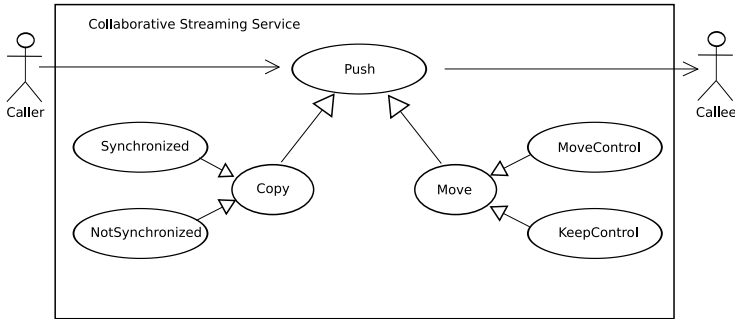 Collaborative Streaming Service
Push
Caller
Callee
Synchronized
MoveControl
Copy
Move
NotSynchronized
KeepControl